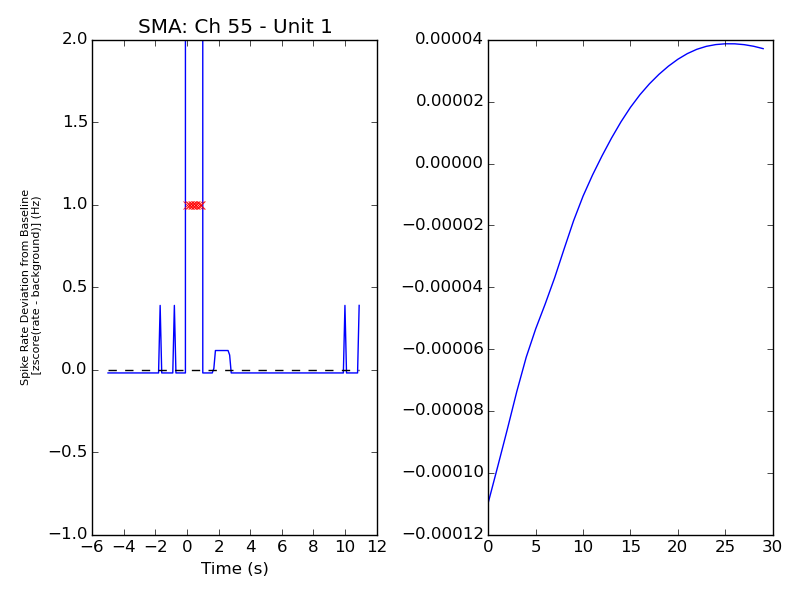 SMA: Ch 55 - Unit 1
2.0
1.5
1.0
0.5
0.0
−0.5
−1.0
−6 −4 −2 0 2 4 6 8 10 12
Time (s)
Spike Rate Deviation from Baseline
[zscore(rate - background)] (Hz)
0.00004
0.00002
0.00000
−0.00002
−0.00004
−0.00006
−0.00008
−0.00010
−0.00012
0 5 10 15 20 25 30